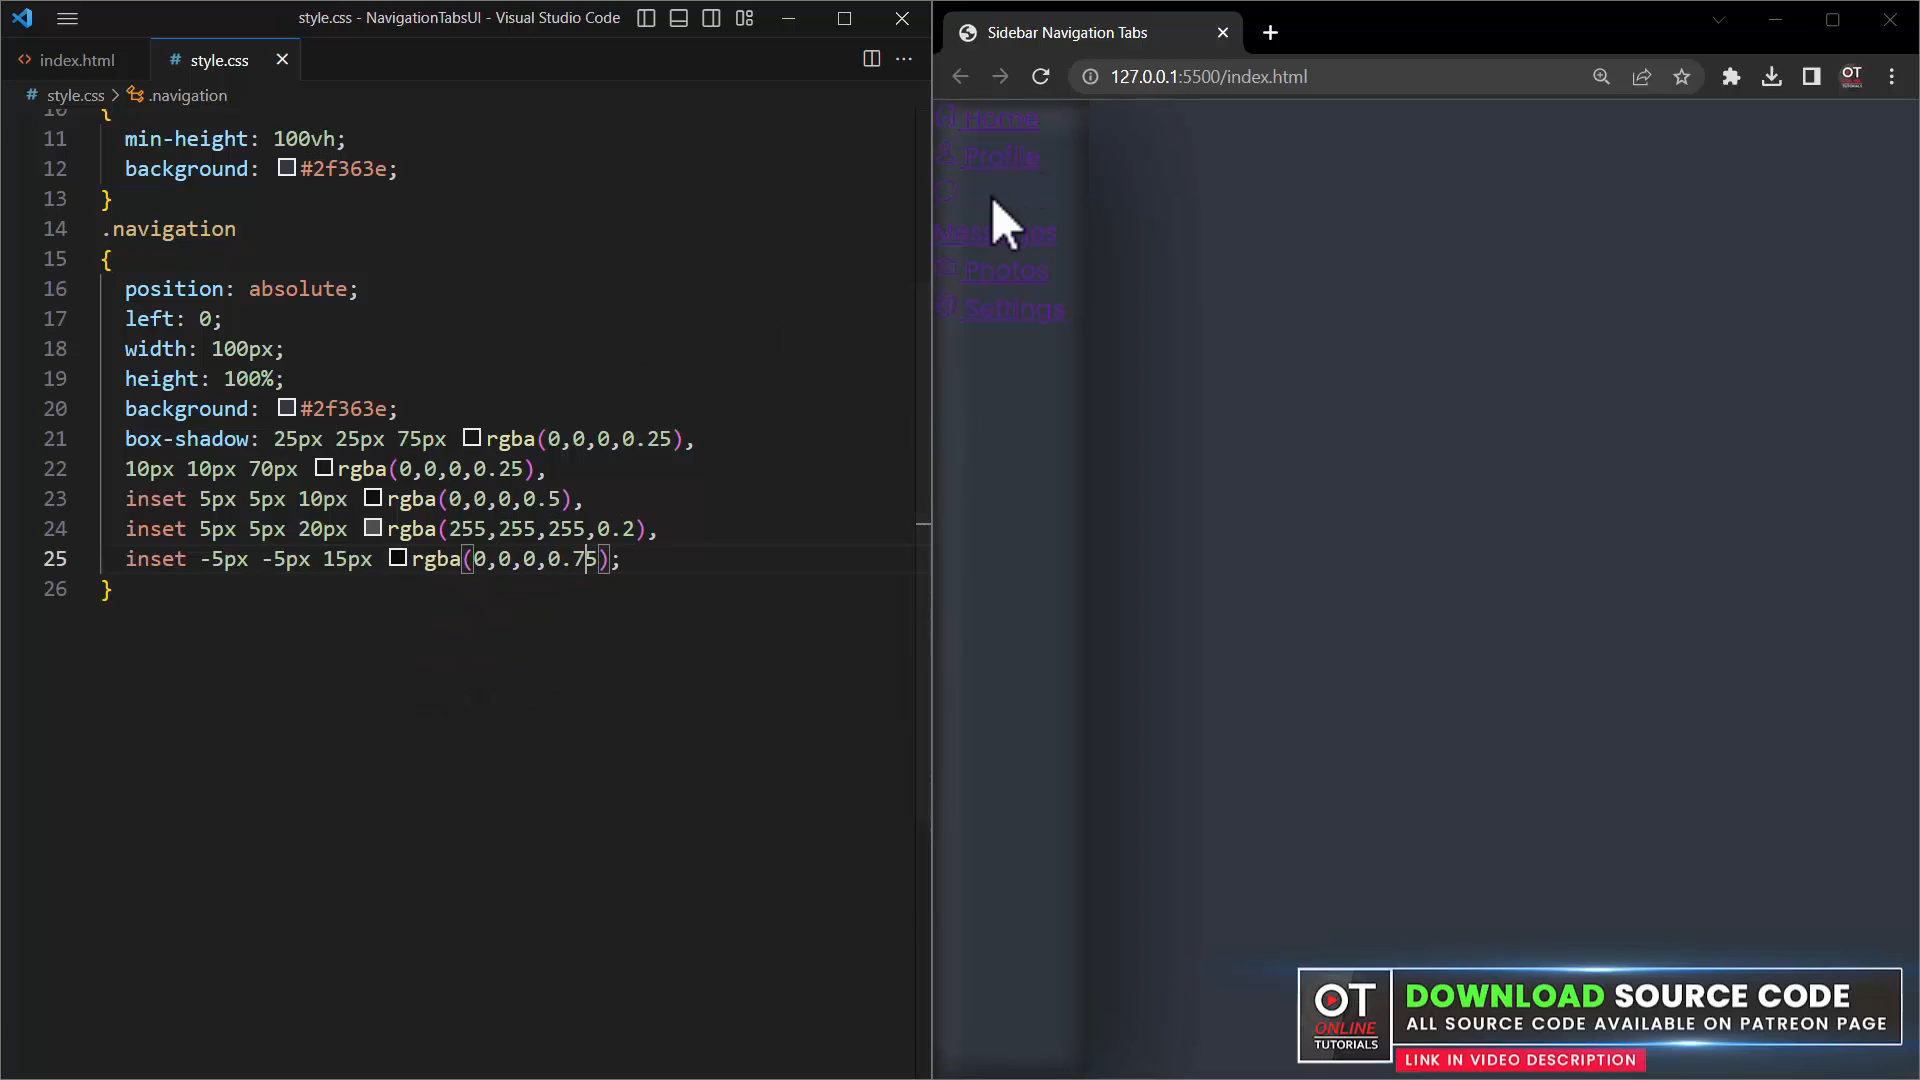 style.css - NavigationTabsUI - Visual Studio Code
index.html
style.css
style.css > .navigation
10 {
11 min-height: 100vh;
12 background: #2f363e;
13 }
14 .navigation
15 {
16 position: absolute;
17 left: 0;
18 width: 100px;
19 height: 100%;
20 background: #2f363e;
21 box-shadow: 25px 25px 75px rgba(0,0,0,0.25),
22 10px 10px 70px rgba(0,0,0,0.25),
23 inset 5px 5px 10px rgba(0,0,0,0.5),
24 inset 5px 5px 20px rgba(255,255,255,0.2),
25 inset -5px -5px 15px rgba(0,0,0,0.75);
26 }
Sidebar Navigation Tabs
127.0.0.1:5500/index.html
OT
Home
Profile
Messages
Photos
Settings
OT
ONLINE
TUTORIALS
DOWNLOAD SOURCE CODE
ALL SOURCE CODE AVAILABLE ON PATREON PAGE
LINK IN VIDEO DESCRIPTION